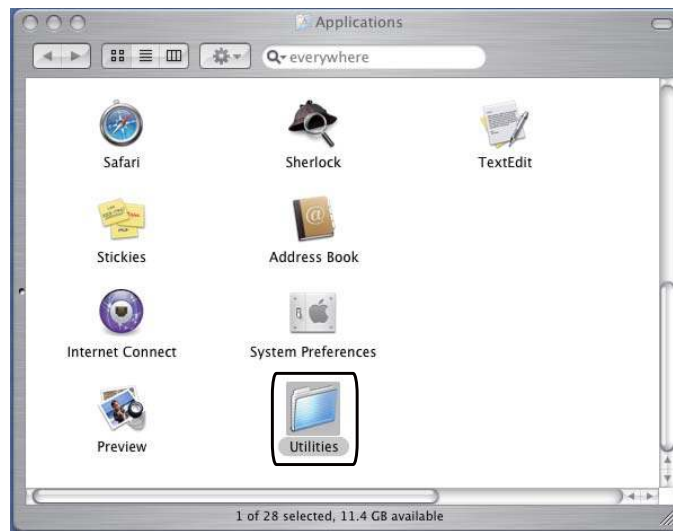 Applications
everywhere
Safari
Sherlock
TextEdit
Stickies
Address Book
Internet Connect
System Preferences
Preview
Utilities
1 of 28 selected, 11.4 GB available